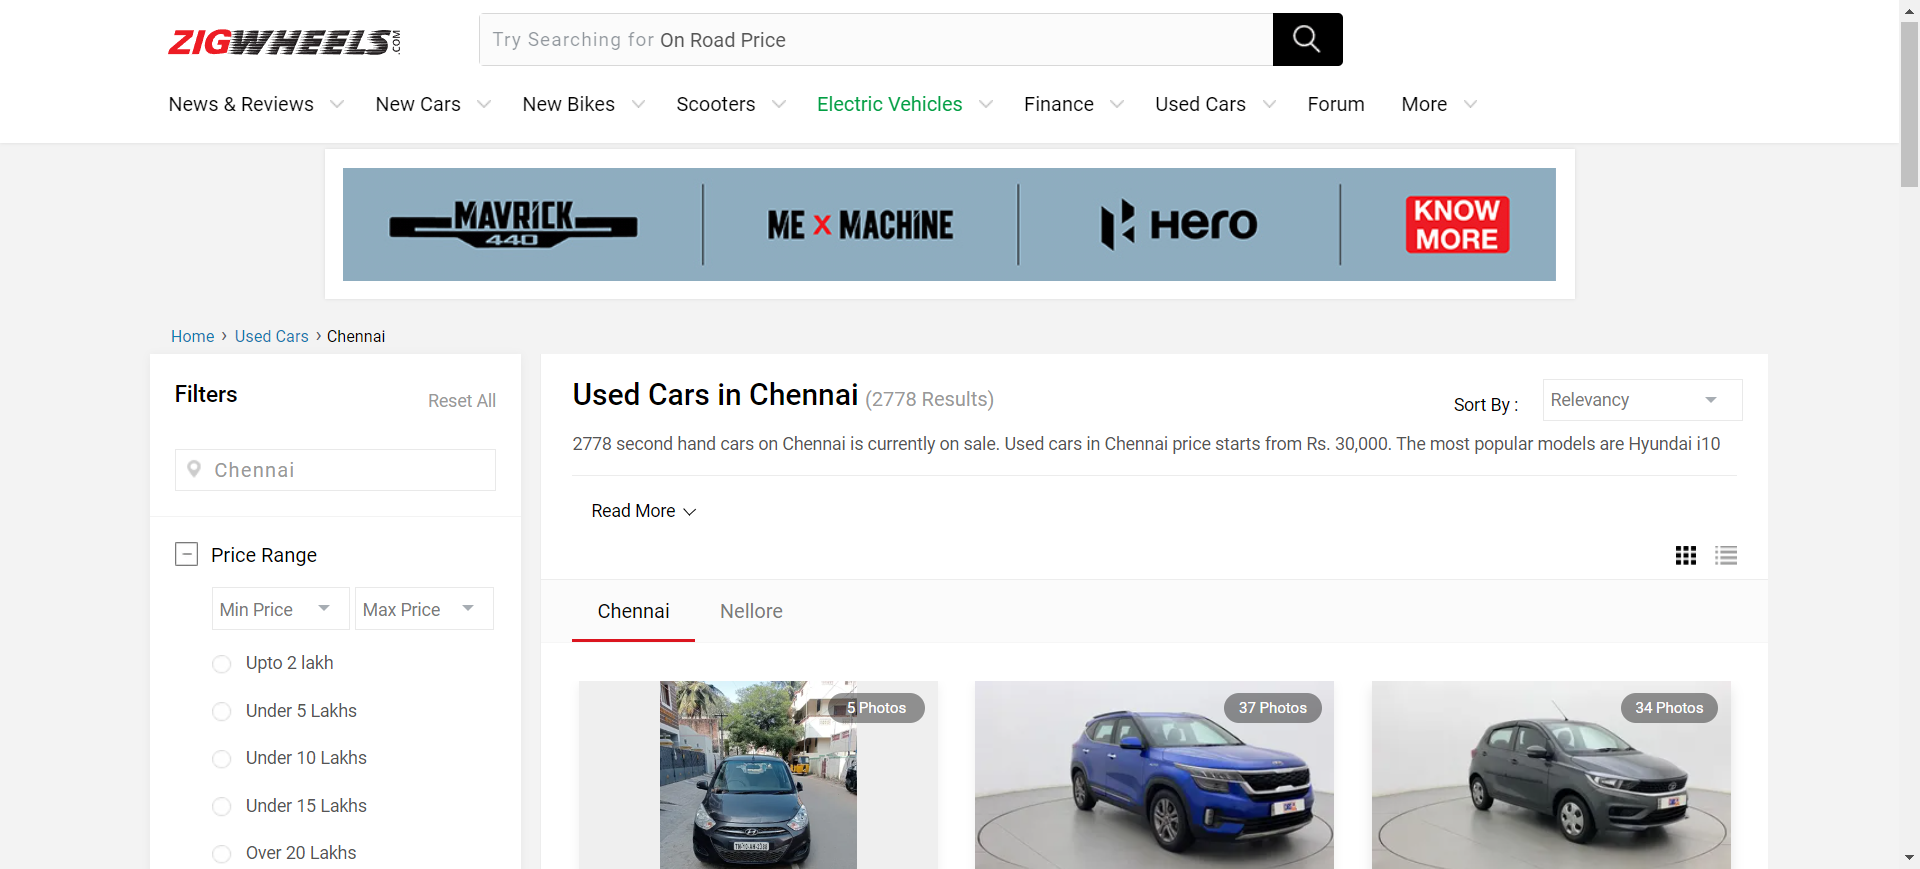 ZIGWHEELS.COM
Try Searching for On Road Price
News & Reviews New Cars New Bikes Scooters Electric Vehicles Finance Used Cars Forum More
MAVRICK 440 ME X MACHINE Hero KNOW MORE
Home › Used Cars › Chennai
Filters
Reset All
Chennai
Price Range
Min Price Max Price
Upto 2 lakh
Under 5 Lakhs
Under 10 Lakhs
Under 15 Lakhs
Over 20 Lakhs
Used Cars in Chennai (2778 Results)
Sort By : Relevancy
2778 second hand cars on Chennai is currently on sale. Used cars in Chennai price starts from Rs. 30,000. The most popular models are Hyundai i10
Read More
Chennai Nellore
5 Photos
37 Photos
34 Photos